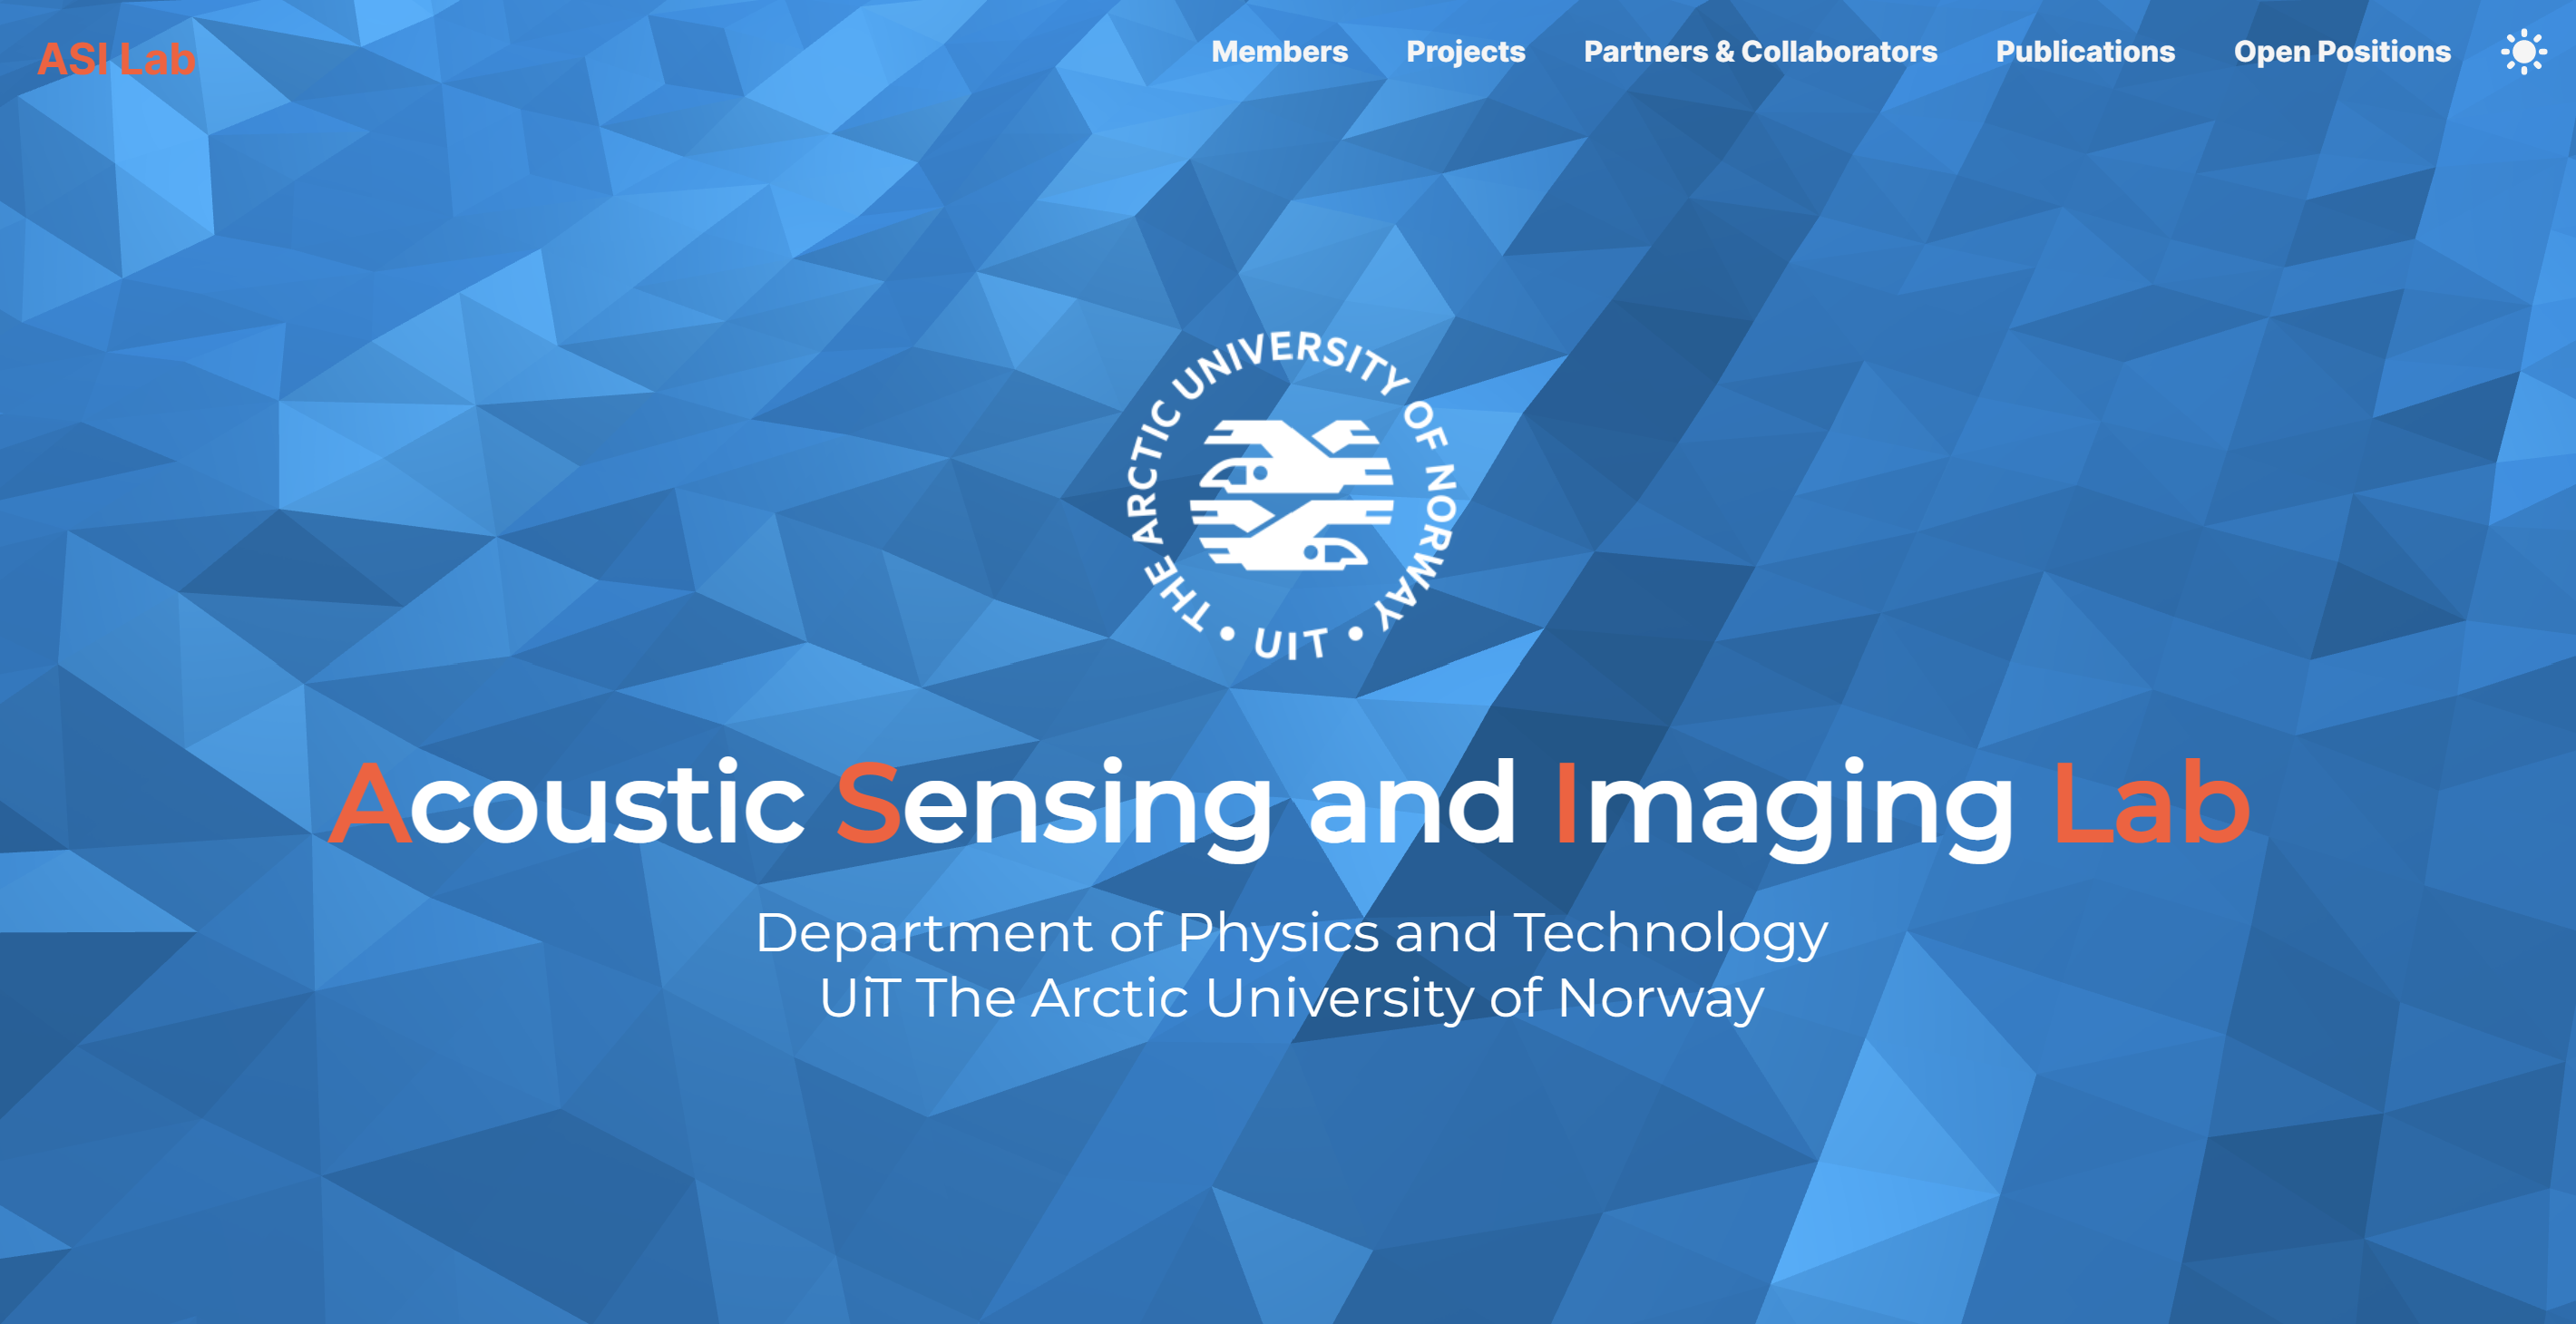 ASI Lab
Members Projects Partners & Collaborators Publications Open Positions
THE ARCTIC UNIVERSITY OF NORWAY
• UIT •
Acoustic Sensing and Imaging Lab
Department of Physics and Technology
UiT The Arctic University of Norway